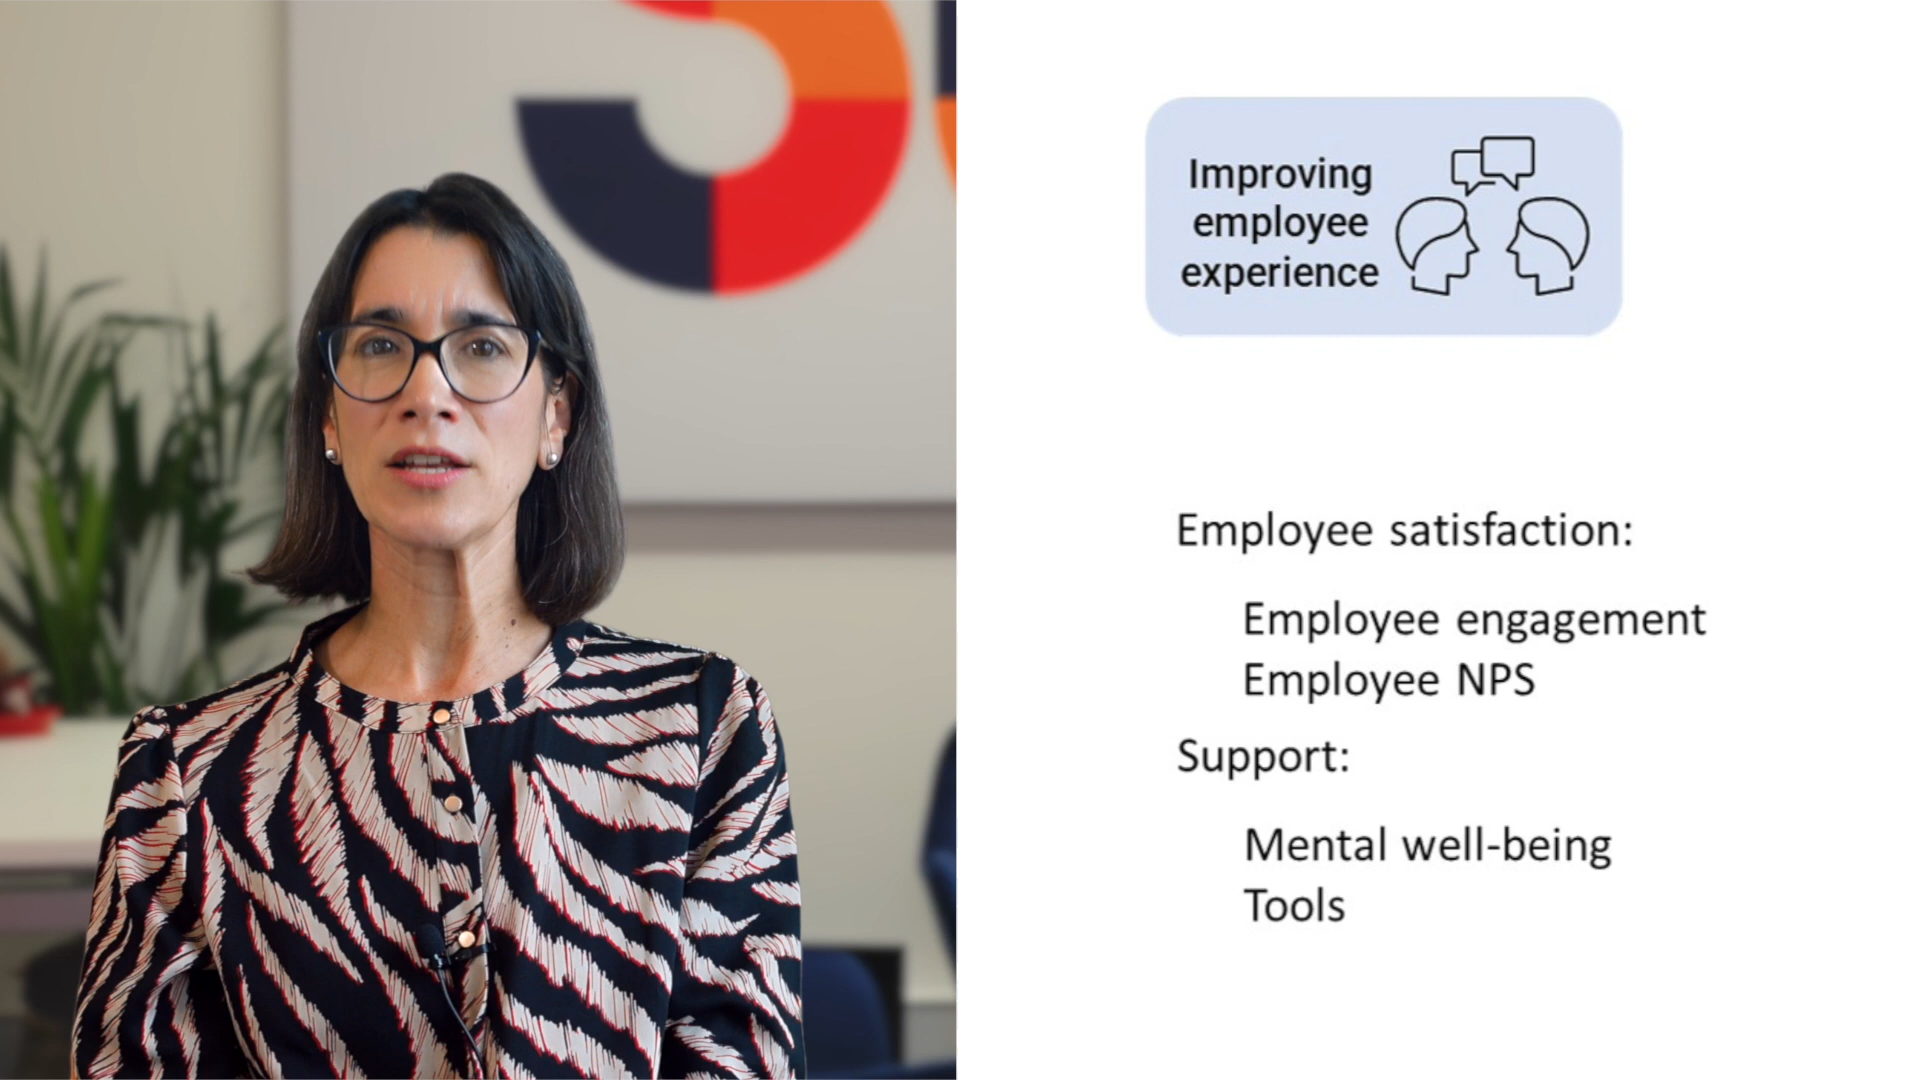 Improving
employee
experience
Employee satisfaction:
Employee engagement
Employee NPS
Support:
Mental well-being
Tools